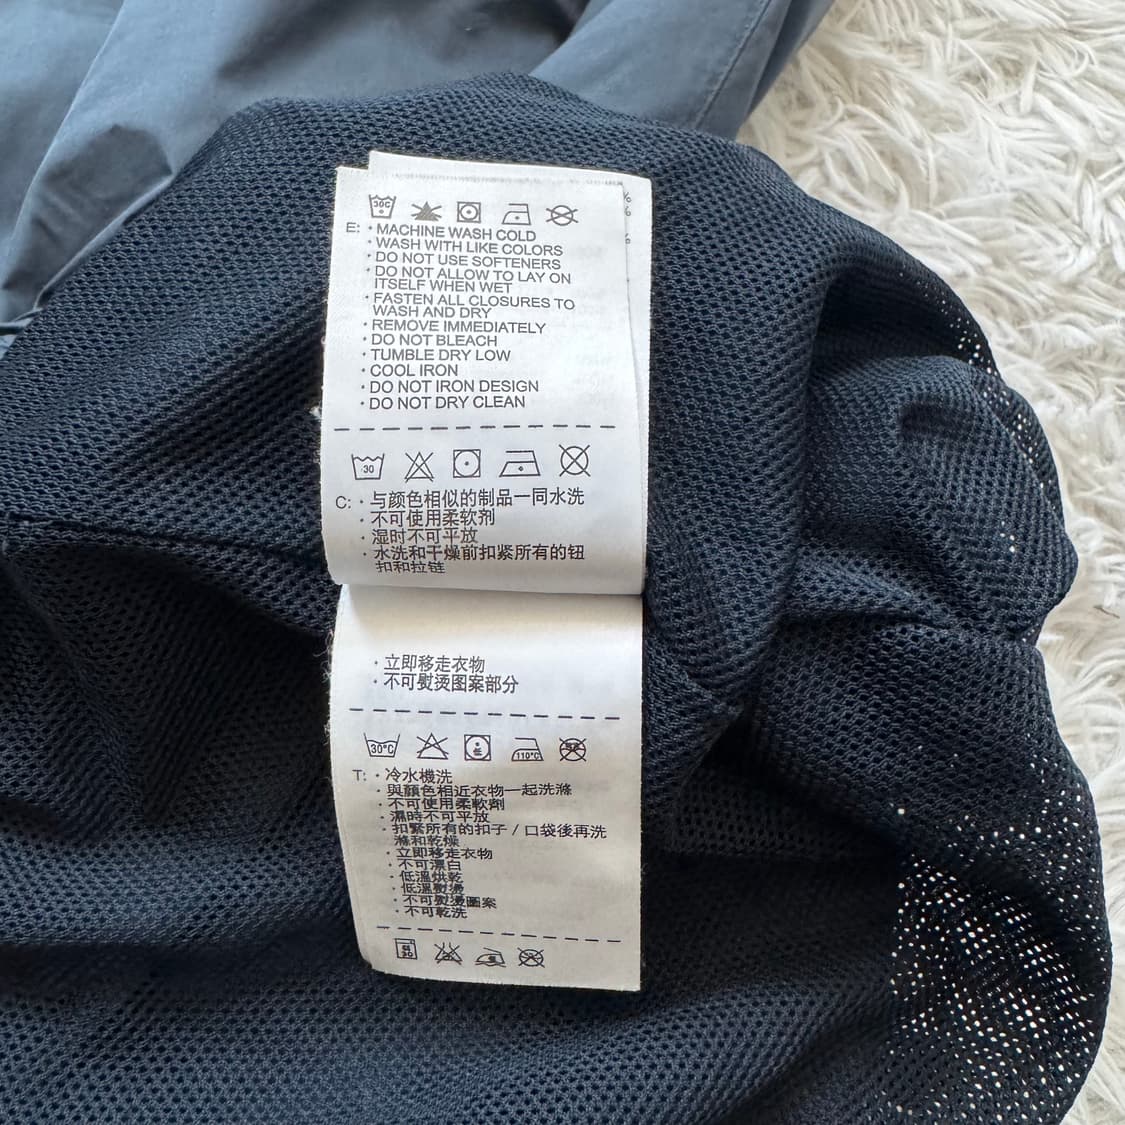 30C
E: · MACHINE WASH COLD
· WASH WITH LIKE COLORS
· DO NOT USE SOFTENERS
· DO NOT ALLOW TO LAY ON
ITSELF WHEN WET
· FASTEN ALL CLOSURES TO
WASH AND DRY
· REMOVE IMMEDIATELY
· DO NOT BLEACH
· TUMBLE DRY LOW
· COOL IRON
· DO NOT IRON DESIGN
· DO NOT DRY CLEAN
30
C: · 与颜色相似的制品一同水洗
· 不可使用柔软剂
· 湿时不可平放
· 水洗和干燥前扣紧所有的钮
扣和拉链
· 立即移走衣物
· 不可熨烫图案部分
30°C 低 110°C
T: · 冷水機洗
· 與顏色相近衣物一起洗滌
· 不可使用柔軟劑
· 濕時不可平放
· 扣緊所有的扣子 / 口袋後再洗
滌和乾燥
· 立即移走衣物
· 不可漂白
· 低溫烘乾
· 低溫熨燙
· 不可熨燙圖案
· 不可乾洗